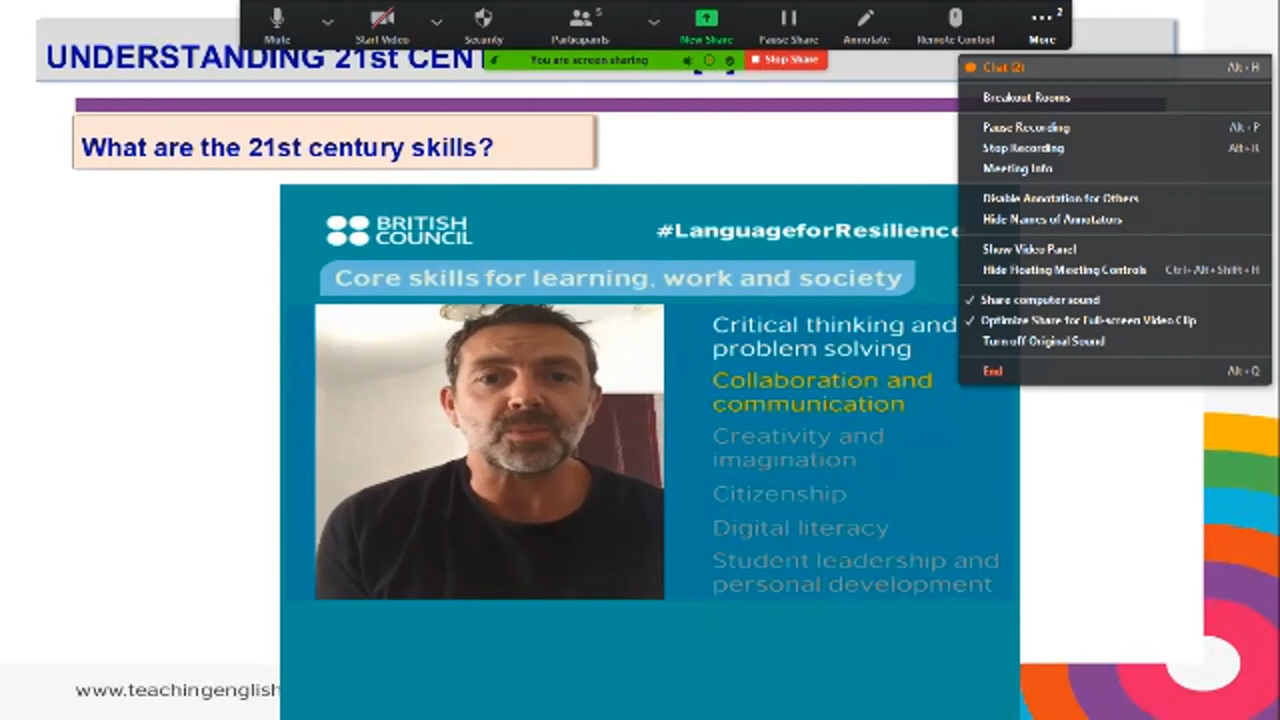 Mute
Start Video
Security
Participants
5
New Share
Pause Share
Annotate
Remote Control
More
2
UNDERSTANDING 21st CENT
You are screen sharing
Stop Share
What are the 21st century skills?
Chat (2) Alt+H
Breakout Rooms
Pause Recording Alt+P
Stop Recording Alt+R
Meeting Info
Disable Annotation for Others
Hide Names of Annotators
Show Video Panel
Hide Floating Meeting Controls Ctrl+Alt+Shift+H
Share computer sound
Optimize Share for Full-screen Video Clip
Turn off Original Sound
End Alt+Q
BRITISH
COUNCIL
#LanguageforResilience
Core skills for learning, work and society
Critical thinking and
problem solving
Collaboration and
communication
Creativity and
imagination
Citizenship
Digital literacy
Student leadership and
personal development
www.teachingenglish